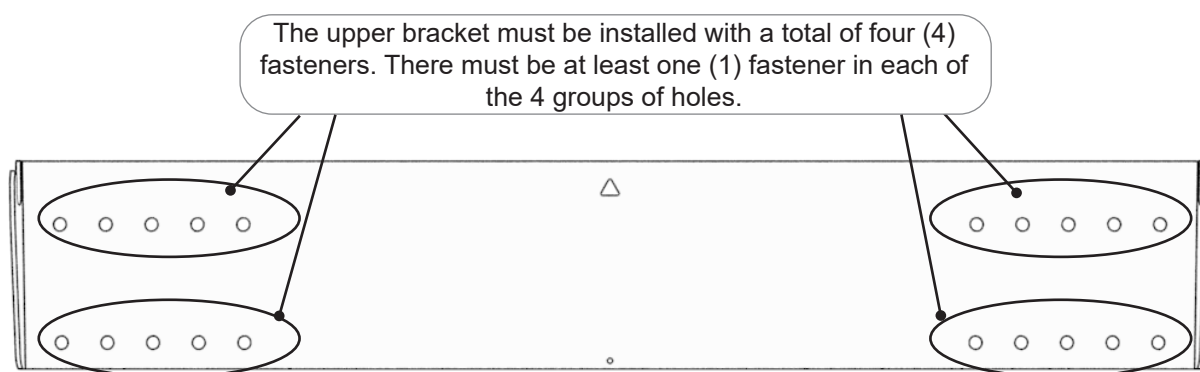 The upper bracket must be installed with a total of four (4)
fasteners. There must be at least one (1) fastener in each of
the 4 groups of holes.